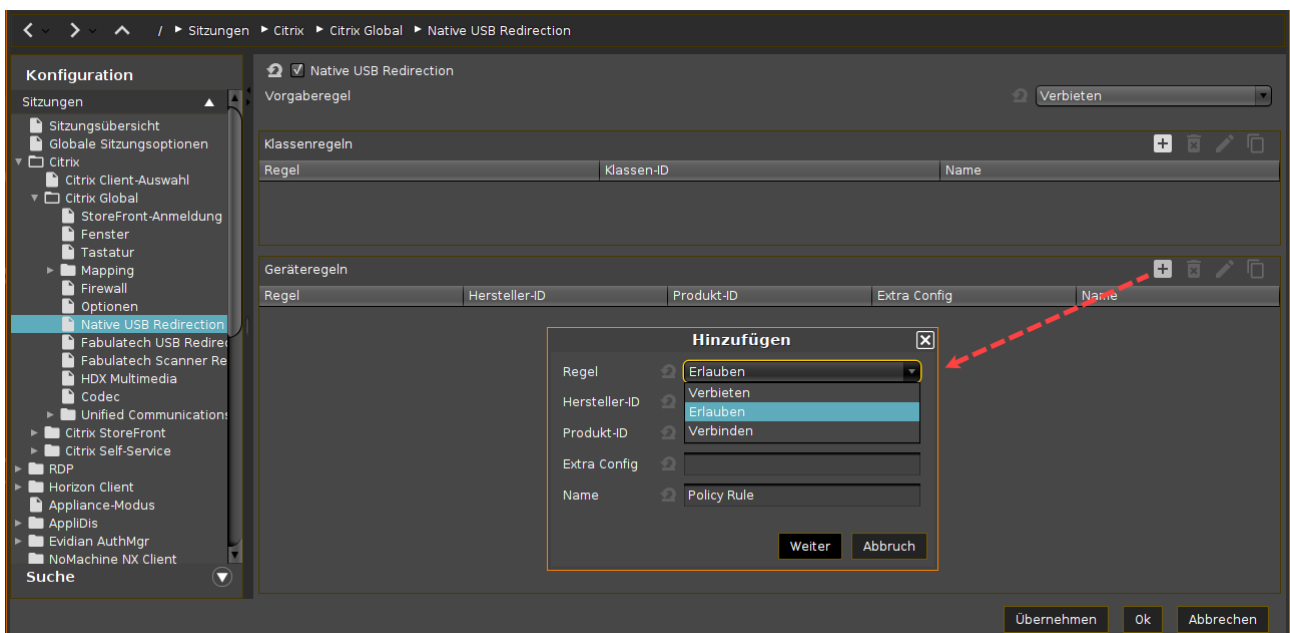 / Sitzungen Citrix Citrix Global Native USB Redirection
Konfiguration
Sitzungen
Sitzungsübersicht
Globale Sitzungsoptionen
Citrix
Citrix Client-Auswahl
Citrix Global
StoreFront-Anmeldung
Fenster
Tastatur
Mapping
Firewall
Optionen
Native USB Redirection
Fabulatech USB Redirec
Fabulatech Scanner Re
HDX Multimedia
Codec
Unified Communications
Citrix StoreFront
Citrix Self-Service
RDP
Horizon Client
Appliance-Modus
AppliDis
Evidian AuthMgr
NoMachine NX Client
Suche
Native USB Redirection
Vorgaberegel Verbieten
Klassenregeln
Regel Klassen-ID Name
Geräteregeln
Regel Hersteller-ID Produkt-ID Extra Config Name
Hinzufügen
Regel Erlauben
Verbieten
Hersteller-ID
Erlauben
Produkt-ID Verbinden
Extra Config
Name Policy Rule
Weiter Abbruch
Übernehmen Ok Abbrechen